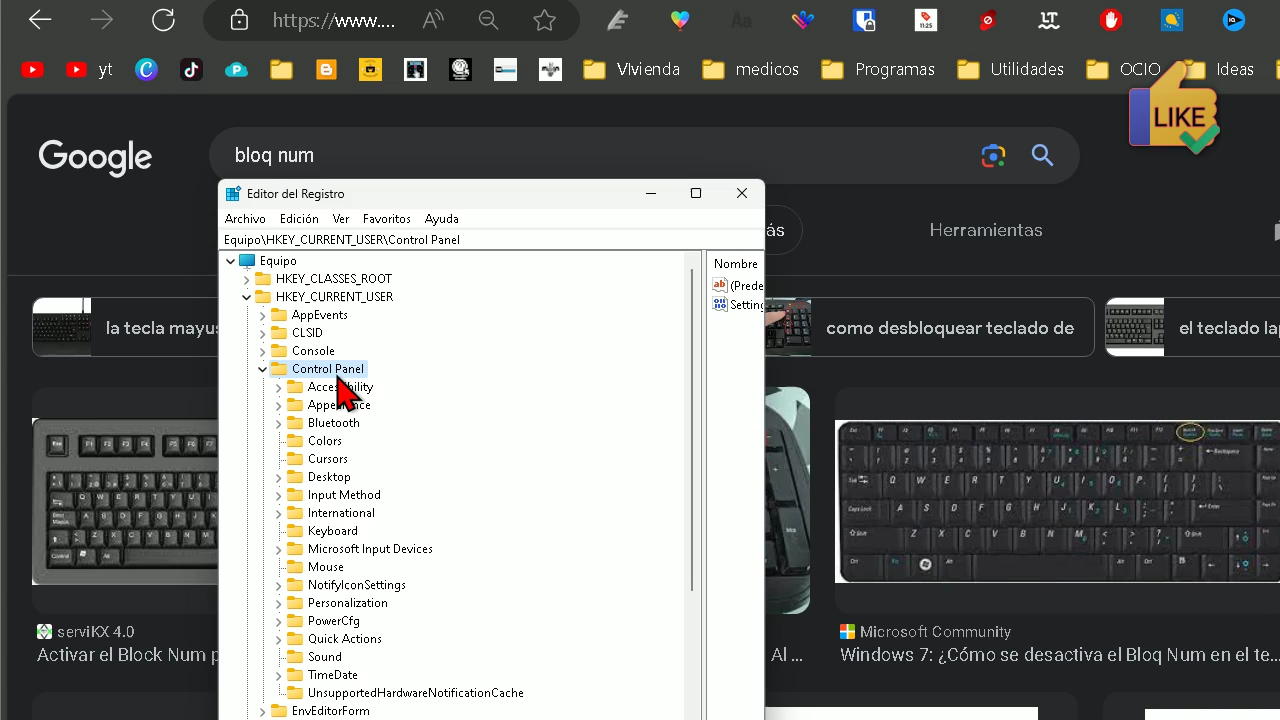 https://www....
yt
VIvienda
medicos
Programas
Utilidades
OCIO
Ideas
LIKE
Google
bloq num
Editor del Registro
Archivo Edición Ver Favoritos Ayuda
Equipo\HKEY_CURRENT_USER\Control Panel
Equipo
HKEY_CLASSES_ROOT
HKEY_CURRENT_USER
AppEvents
CLSID
Console
Control Panel
Bluetooth
Colors
Cursors
Desktop
Input Method
International
Keyboard
Microsoft Input Devices
Mouse
NotifyIconSettings
Personalization
PowerCfg
Quick Actions
Sound
TimeDate
UnsupportedHardwareNotificationCache
EnvEditorForm
Nombre
(Prede
Setting
ás
Herramientas
la tecla mayus
como desbloquear teclado de
el teclado lap
serviKX 4.0
Activar el Block Num p
Al ...
Microsoft Community
Windows 7: ¿Cómo se desactiva el Bloq Num en el te...